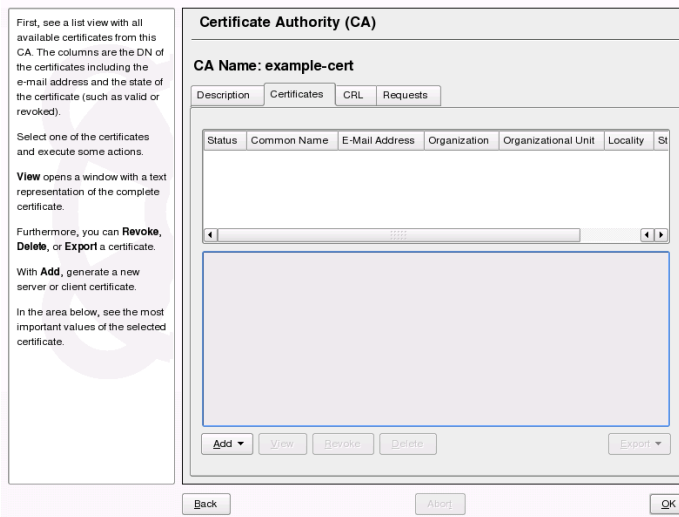 First, see a list view with all
available certificates from this
CA. The columns are the DN of
the certificates including the
e-mail address and the state of
the certificate (such as valid or
revoked).
Select one of the certificates
and execute some actions.
View opens a window with a text
representation of the complete
certificate.
Furthermore, you can Revoke,
Delete, or Export a certificate.
With Add, generate a new
server or client certificate.
In the area below, see the most
important values of the selected
certificate.
Certificate Authority (CA)
CA Name: example-cert
Description Certificates CRL Requests
Status Common Name E-Mail Address Organization Organizational Unit Locality St
Add View Revoke Delete Export
Back Abort OK